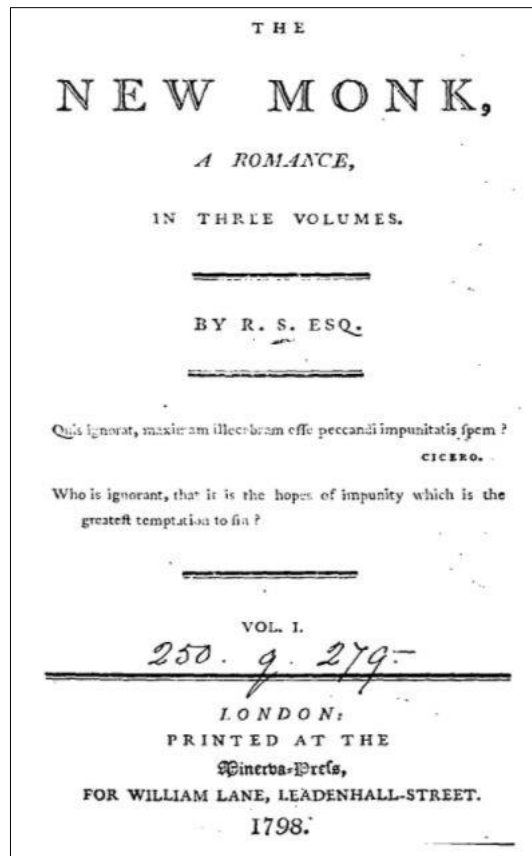 THE
NEW MONK,
A ROMANCE,
IN THREE VOLUMES.
BY R. S. ESQ.
Quis ignorat, maximam illecebram eſſe peccandi impunitatis ſpem ?
CICERO.
Who is ignorant, that it is the hopes of impunity which is the
greateſt temptation to ſin ?
VOL. I.
250. g. 279-
LONDON:
PRINTED AT THE
Minerva-Preſs,
FOR WILLIAM LANE, LEADENHALL-STREET.
1798.